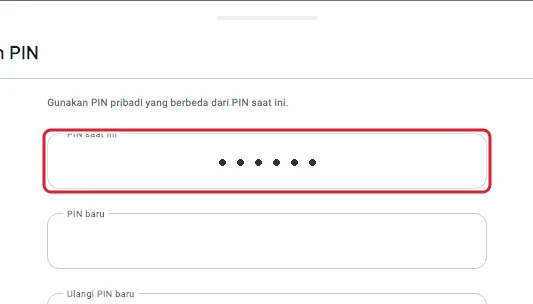 PIN
Gunakan PIN pribadi yang berbeda dari PIN saat ini.
PIN saat ini
PIN baru
Ulangi PIN baru